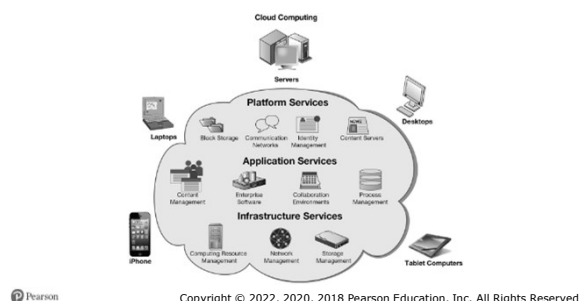 Cloud Computing
Servers
Platform Services
Laptops
Desktops
Block Storage
Communication
Networks
Identity
Management
Content Servers
Application Services
Content
Management
Enterprise
Software
Collaboration
Environments
Process
Management
Infrastructure Services
iPhone
Computing Resource
Management
Network
Management
Storage
Management
Tablet Computers
Pearson
Copyright © 2022, 2020, 2018 Pearson Education, Inc. All Rights Reserved